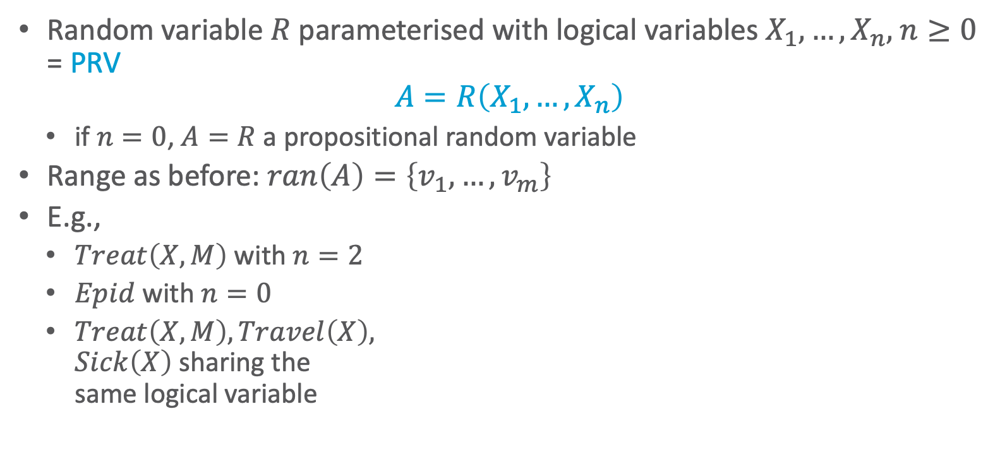 • Random variable R parameterised with logical variables X₁, …, Xₙ, n ≥ 0
= PRV
A = R(X₁, …, Xₙ)
• if n = 0, A = R a propositional random variable
• Range as before: ran(A) = {v₁, …, vₘ}
• E.g.,
• Treat(X, M) with n = 2
• Epid with n = 0
• Treat(X, M), Travel(X),
Sick(X) sharing the
same logical variable